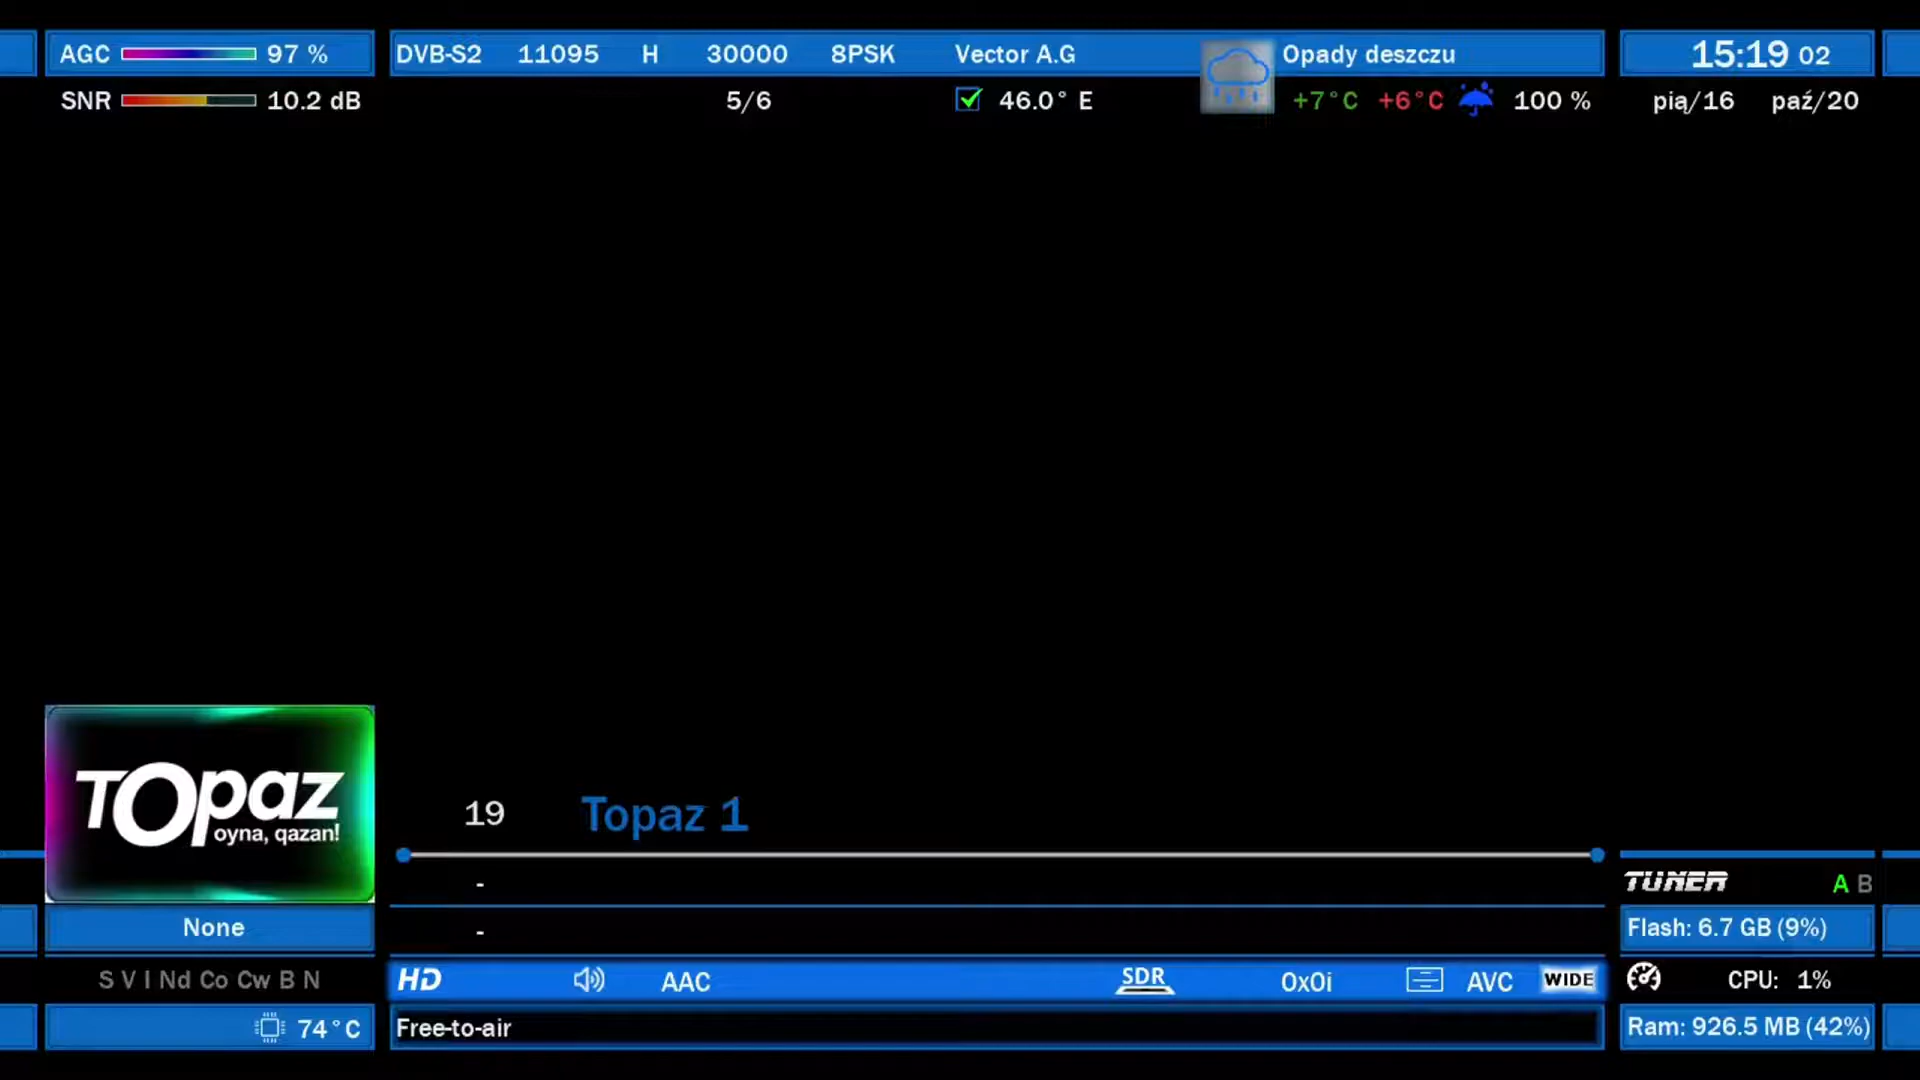 AGC 97 % DVB-S2 11095 H 30000 8PSK Vector A.G Opady deszczu 15:19 02
SNR 10.2 dB 5/6 46.0° E +7°C +6°C 100 % pią/16 paź/20
Topaz
oyna, qazan!
19 Topaz 1
-
TUNER A B
None - Flash: 6.7 GB (9%)
S V I Nd Co Cw B N HD AAC SDR 0x0i AVC WIDE CPU: 1%
74°C Free-to-air Ram: 926.5 MB (42%)